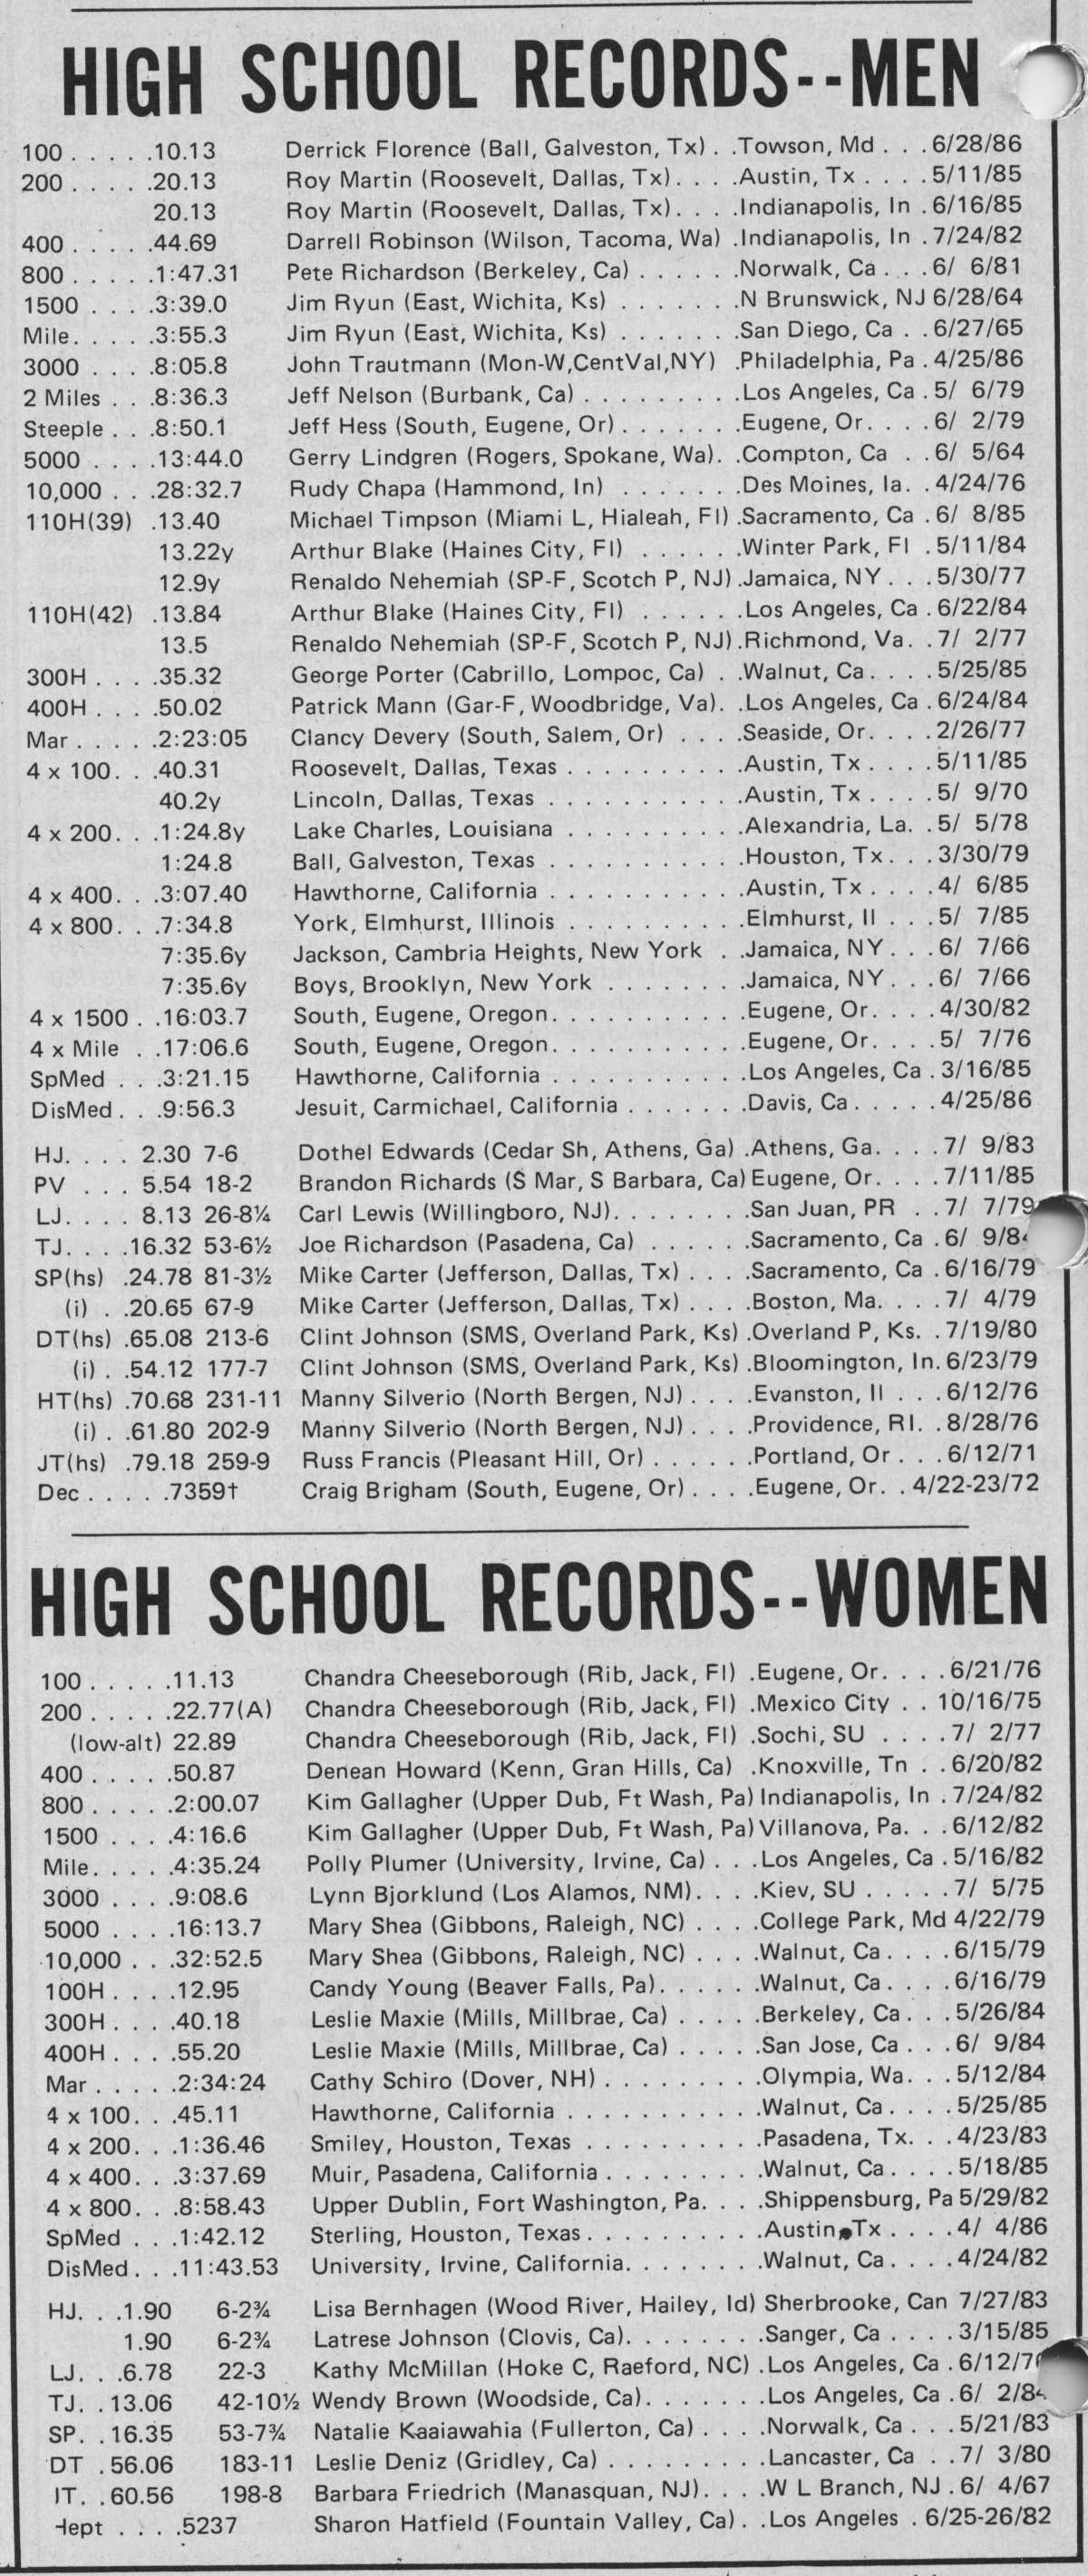 HIGH SCHOOL RECORDS--MEN
100 . . . . .10.13 Derrick Florence (Ball, Galveston, Tx) . .Towson, Md . . . 6/28/86
200 . . . . .20.13 Roy Martin (Roosevelt, Dallas, Tx). . . .Austin, Tx . . . . 5/11/85
20.13 Roy Martin (Roosevelt, Dallas, Tx). . . .Indianapolis, In . 6/16/85
400 . . . . .44.69 Darrell Robinson (Wilson, Tacoma, Wa) .Indianapolis, In . 7/24/82
800 . . . . .1:47.31 Pete Richardson (Berkeley, Ca) . . . . . .Norwalk, Ca . . . 6/ 6/81
1500 . . . .3:39.0 Jim Ryun (East, Wichita, Ks) . . . . . . .N Brunswick, NJ 6/28/64
Mile. . . . .3:55.3 Jim Ryun (East, Wichita, Ks) . . . . . . .San Diego, Ca . . 6/27/65
3000 . . . .8:05.8 John Trautmann (Mon-W,CentVal,NY) .Philadelphia, Pa . 4/25/86
2 Miles . . .8:36.3 Jeff Nelson (Burbank, Ca) . . . . . . . . .Los Angeles, Ca . 5/ 6/79
Steeple . . .8:50.1 Jeff Hess (South, Eugene, Or) . . . . . . .Eugene, Or. . . . 6/ 2/79
5000 . . . .13:44.0 Gerry Lindgren (Rogers, Spokane, Wa). .Compton, Ca . . 6/ 5/64
10,000 . . .28:32.7 Rudy Chapa (Hammond, In) . . . . . . .Des Moines, Ia. . 4/24/76
110H(39) .13.40 Michael Timpson (Miami L, Hialeah, Fl) .Sacramento, Ca . 6/ 8/85
13.22y Arthur Blake (Haines City, Fl) . . . . . .Winter Park, Fl . 5/11/84
12.9y Renaldo Nehemiah (SP-F, Scotch P, NJ) .Jamaica, NY. . . 5/30/77
110H(42) .13.84 Arthur Blake (Haines City, Fl) . . . . . .Los Angeles, Ca . 6/22/84
13.5 Renaldo Nehemiah (SP-F, Scotch P, NJ) .Richmond, Va. . 7/ 2/77
300H . . . .35.32 George Porter (Cabrillo, Lompoc, Ca) . .Walnut, Ca. . . . 5/25/85
400H . . . .50.02 Patrick Mann (Gar-F, Woodbridge, Va). .Los Angeles, Ca . 6/24/84
Mar . . . . .2:23:05 Clancy Devery (South, Salem, Or) . . . .Seaside, Or. . . . 2/26/77
4 x 100. . .40.31 Roosevelt, Dallas, Texas . . . . . . . . . .Austin, Tx . . . . 5/11/85
40.2y Lincoln, Dallas, Texas . . . . . . . . . . .Austin, Tx . . . . 5/ 9/70
4 x 200. . .1:24.8y Lake Charles, Louisiana . . . . . . . . . .Alexandria, La. . 5/ 5/78
1:24.8 Ball, Galveston, Texas . . . . . . . . . . .Houston, Tx. . . 3/30/79
4 x 400. . .3:07.40 Hawthorne, California . . . . . . . . . . .Austin, Tx . . . . 4/ 6/85
4 x 800. . .7:34.8 York, Elmhurst, Illinois . . . . . . . . . .Elmhurst, Il . . . 5/ 7/85
7:35.6y Jackson, Cambria Heights, New York . .Jamaica, NY . . . 6/ 7/66
7:35.6y Boys, Brooklyn, New York . . . . . . . .Jamaica, NY. . . 6/ 7/66
4 x 1500 . .16:03.7 South, Eugene, Oregon. . . . . . . . . . .Eugene, Or. . . . 4/30/82
4 x Mile . .17:06.6 South, Eugene, Oregon. . . . . . . . . . .Eugene, Or. . . . 5/ 7/76
SpMed . . .3:21.15 Hawthorne, California . . . . . . . . . . .Los Angeles, Ca . 3/16/85
DisMed . . .9:56.3 Jesuit, Carmichael, California . . . . . . .Davis, Ca . . . . . 4/25/86
HJ. . . . 2.30 7-6 Dothel Edwards (Cedar Sh, Athens, Ga) .Athens, Ga. . . . 7/ 9/83
PV . . . 5.54 18-2 Brandon Richards (S Mar, S Barbara, Ca) Eugene, Or. . . . 7/11/85
LJ. . . . 8.13 26-8¼ Carl Lewis (Willingboro, NJ). . . . . . . .San Juan, PR . . 7/ 7/79
TJ. . . .16.32 53-6½ Joe Richardson (Pasadena, Ca) . . . . . .Sacramento, Ca . 6/ 9/84
SP(hs) .24.78 81-3½ Mike Carter (Jefferson, Dallas, Tx) . . . .Sacramento, Ca . 6/16/79
(i) . .20.65 67-9 Mike Carter (Jefferson, Dallas, Tx) . . . .Boston, Ma. . . . 7/ 4/79
DT(hs) .65.08 213-6 Clint Johnson (SMS, Overland Park, Ks) .Overland P, Ks. . 7/19/80
(i) . .54.12 177-7 Clint Johnson (SMS, Overland Park, Ks) .Bloomington, In. 6/23/79
HT(hs) .70.68 231-11 Manny Silverio (North Bergen, NJ) . . . .Evanston, Il . . . 6/12/76
(i) . .61.80 202-9 Manny Silverio (North Bergen, NJ) . . . .Providence, RI. . 8/28/76
JT(hs) .79.18 259-9 Russ Francis (Pleasant Hill, Or) . . . . . .Portland, Or . . . 6/12/71
Dec . . . . .7359† Craig Brigham (South, Eugene, Or) . . . .Eugene, Or. . 4/22-23/72
HIGH SCHOOL RECORDS--WOMEN
100 . . . . .11.13 Chandra Cheeseborough (Rib, Jack, Fl) .Eugene, Or. . . . 6/21/76
200 . . . . .22.77(A) Chandra Cheeseborough (Rib, Jack, Fl) .Mexico City . . 10/16/75
(low-alt) 22.89 Chandra Cheeseborough (Rib, Jack, Fl) .Sochi, SU . . . . 7/ 2/77
400 . . . . .50.87 Denean Howard (Kenn, Gran Hills, Ca) .Knoxville, Tn . . 6/20/82
800 . . . . .2:00.07 Kim Gallagher (Upper Dub, Ft Wash, Pa) Indianapolis, In . 7/24/82
1500 . . . .4:16.6 Kim Gallagher (Upper Dub, Ft Wash, Pa) Villanova, Pa. . . 6/12/82
Mile. . . . .4:35.24 Polly Plumer (University, Irvine, Ca) . . .Los Angeles, Ca . 5/16/82
3000 . . . .9:08.6 Lynn Bjorklund (Los Alamos, NM). . . .Kiev, SU . . . . . 7/ 5/75
5000 . . . .16:13.7 Mary Shea (Gibbons, Raleigh, NC) . . . .College Park, Md 4/22/79
10,000 . . .32:52.5 Mary Shea (Gibbons, Raleigh, NC) . . . .Walnut, Ca. . . . 6/15/79
100H . . . .12.95 Candy Young (Beaver Falls, Pa). . . . . .Walnut, Ca. . . . 6/16/79
300H . . . .40.18 Leslie Maxie (Mills, Millbrae, Ca) . . . . .Berkeley, Ca . . . 5/26/84
400H . . . .55.20 Leslie Maxie (Mills, Millbrae, Ca) . . . . .San Jose, Ca . . . 6/ 9/84
Mar . . . . .2:34:24 Cathy Schiro (Dover, NH) . . . . . . . . .Olympia, Wa. . . 5/12/84
4 x 100. . .45.11 Hawthorne, California . . . . . . . . . . .Walnut, Ca. . . . 5/25/85
4 x 200. . .1:36.46 Smiley, Houston, Texas . . . . . . . . . .Pasadena, Tx. . . 4/23/83
4 x 400. . .3:37.69 Muir, Pasadena, California . . . . . . . . .Walnut, Ca. . . . 5/18/85
4 x 800. . .8:58.43 Upper Dublin, Fort Washington, Pa. . . .Shippensburg, Pa 5/29/82
SpMed . . .1:42.12 Sterling, Houston, Texas . . . . . . . . . .Austin, Tx . . . . 4/ 4/86
DisMed . . .11:43.53 University, Irvine, California. . . . . . . .Walnut, Ca. . . . 4/24/82
HJ. . .1.90 6-2¾ Lisa Bernhagen (Wood River, Hailey, Id) Sherbrooke, Can 7/27/83
1.90 6-2¾ Latrese Johnson (Clovis, Ca). . . . . . . .Sanger, Ca . . . . 3/15/85
LJ. . .6.78 22-3 Kathy McMillan (Hoke C, Raeford, NC) .Los Angeles, Ca . 6/12/76
TJ. .13.06 42-10½ Wendy Brown (Woodside, Ca). . . . . . .Los Angeles, Ca . 6/ 2/84
SP. .16.35 53-7¾ Natalie Kaaiawahia (Fullerton, Ca) . . . .Norwalk, Ca . . . 5/21/83
DT .56.06 183-11 Leslie Deniz (Gridley, Ca) . . . . . . . . .Lancaster, Ca . . 7/ 3/80
JT. .60.56 198-8 Barbara Friedrich (Manasquan, NJ). . . .W L Branch, NJ . 6/ 4/67
Hept . . . .5237 Sharon Hatfield (Fountain Valley, Ca) . .Los Angeles . 6/25-26/82